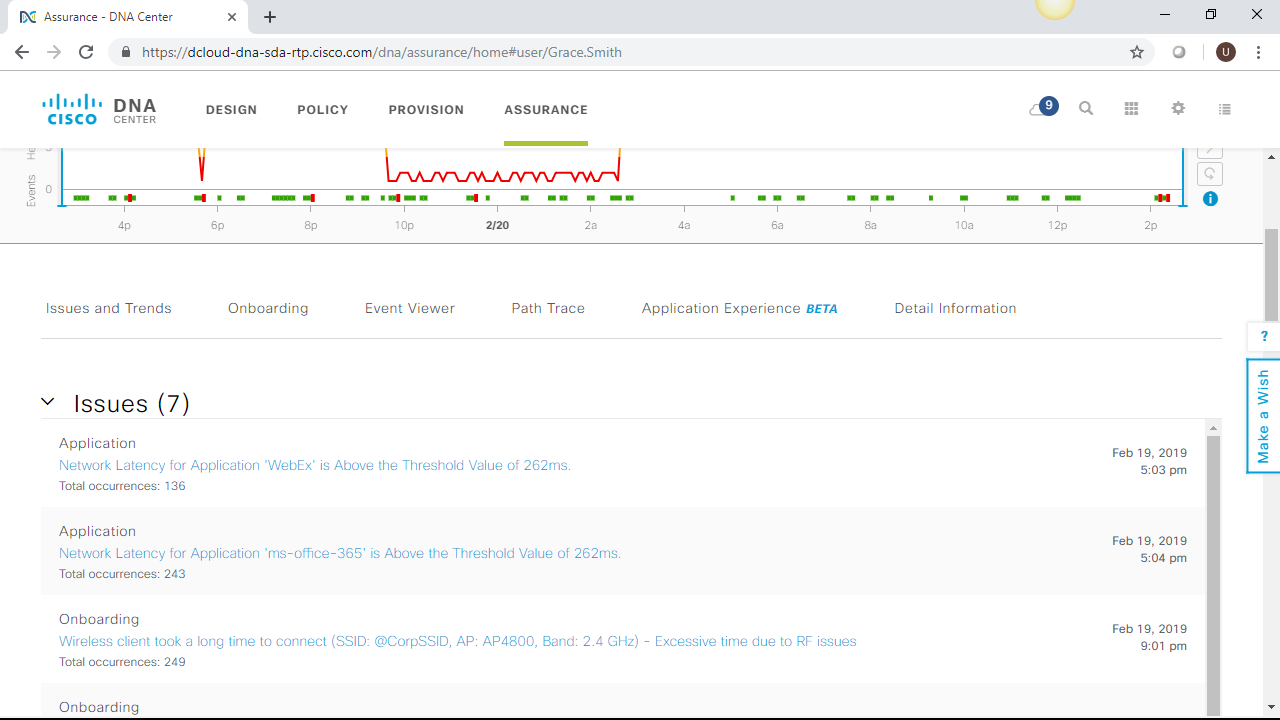 Assurance - DNA Center
https://dcloud-dna-sda-rtp.cisco.com/dna/assurance/home#user/Grace.Smith
U
CISCO
DNA
CENTER
DESIGN
POLICY
PROVISION
ASSURANCE
9
0
Events
4p 6p 8p 10p 2/20 2a 4a 6a 8a 10a 12p 2p
Issues and Trends
Onboarding
Event Viewer
Path Trace
Application Experience BETA
Detail Information
?
Make a Wish
Issues (7)
Application
Network Latency for Application 'WebEx' is Above the Threshold Value of 262ms.
Total occurrences: 136
Feb 19, 2019
5:03 pm
Application
Network Latency for Application 'ms-office-365' is Above the Threshold Value of 262ms.
Total occurrences: 243
Feb 19, 2019
5:04 pm
Onboarding
Wireless client took a long time to connect (SSID: @CorpSSID, AP: AP4800, Band: 2.4 GHz) - Excessive time due to RF issues
Total occurrences: 249
Feb 19, 2019
9:01 pm
Onboarding